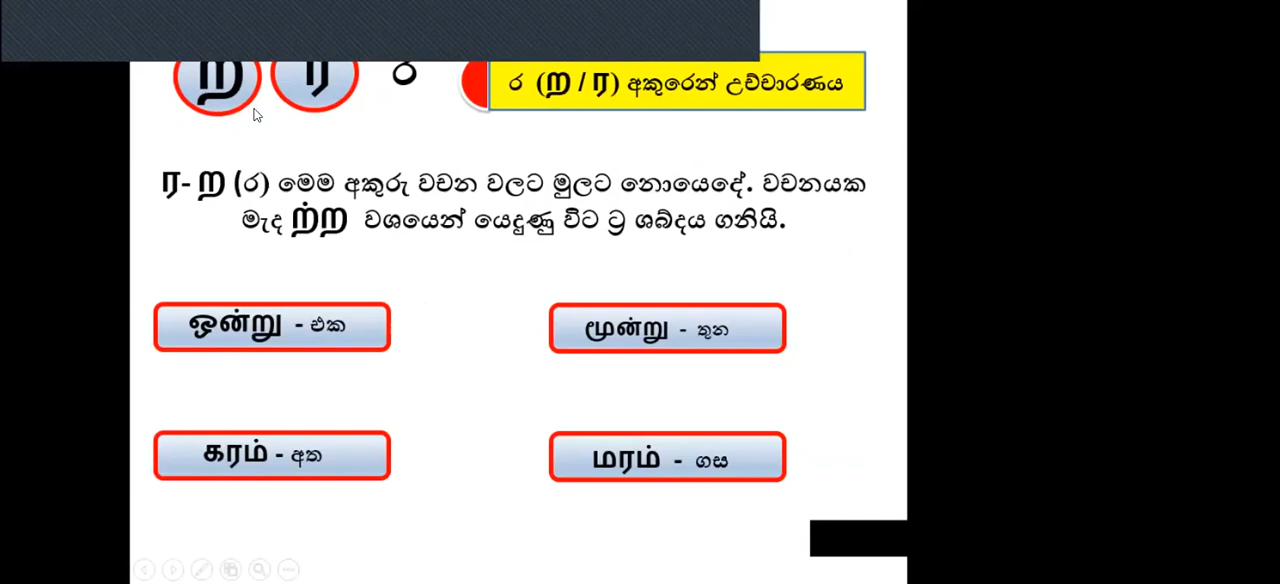 ற ர ර
ර (ற / ர) අකුරෙන් උච්චාරණය
ர- ற (ර) මෙම අකුරු වචන වලට මුලට නොයෙදේ. වචනයක
මැද ற்ற වශයෙන් යෙදුණු විට ට්‍ර ශබ්දය ගනියි.
ஒன்று - එක
மூன்று - තුන
கரம் - අත
மரம் - ගස